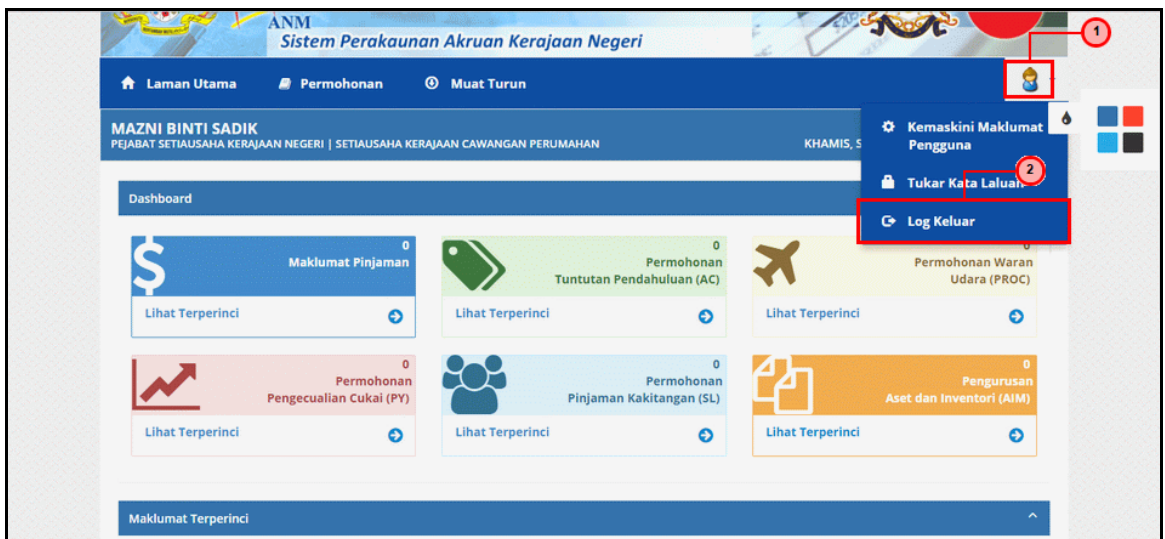 ANM
Sistem Perakaunan Akruan Kerajaan Negeri
1
Laman Utama
Permohonan
Muat Turun
MAZNI BINTI SADIK
PEJABAT SETIAUSAHA KERAJAAN NEGERI | SETIAUSAHA KERAJAAN CAWANGAN PERUMAHAN
KHAMIS, S
Kemaskini Maklumat
Pengguna
2
Tukar Kata Laluan
Log Keluar
Dashboard
0
Maklumat Pinjaman
Lihat Terperinci
0
Permohonan
Tuntutan Pendahuluan (AC)
Lihat Terperinci
0
Permohonan Waran
Udara (PROC)
Lihat Terperinci
0
Permohonan
Pengecualian Cukai (PY)
Lihat Terperinci
0
Permohonan
Pinjaman Kakitangan (SL)
Lihat Terperinci
0
Pengurusan
Aset dan Inventori (AIM)
Lihat Terperinci
Maklumat Terperinci